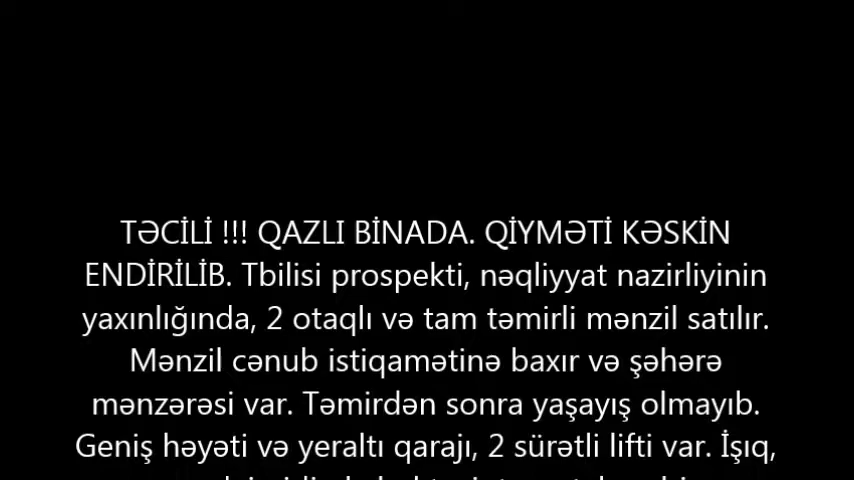 TƏCİLİ !!! QAZLI BİNADA. QİYMƏTİ KƏSKİN
ENDİRİLİB. Tbilisi prospekti, nəqliyyat nazirliyinin
yaxınlığında, 2 otaqlı və tam təmirli mənzil satılır.
Mənzil cənub istiqamətinə baxır və şəhərə
mənzərəsi var. Təmirdən sonra yaşayış olmayıb.
Geniş həyəti və yeraltı qarajı, 2 sürətli lifti var. İşıq,